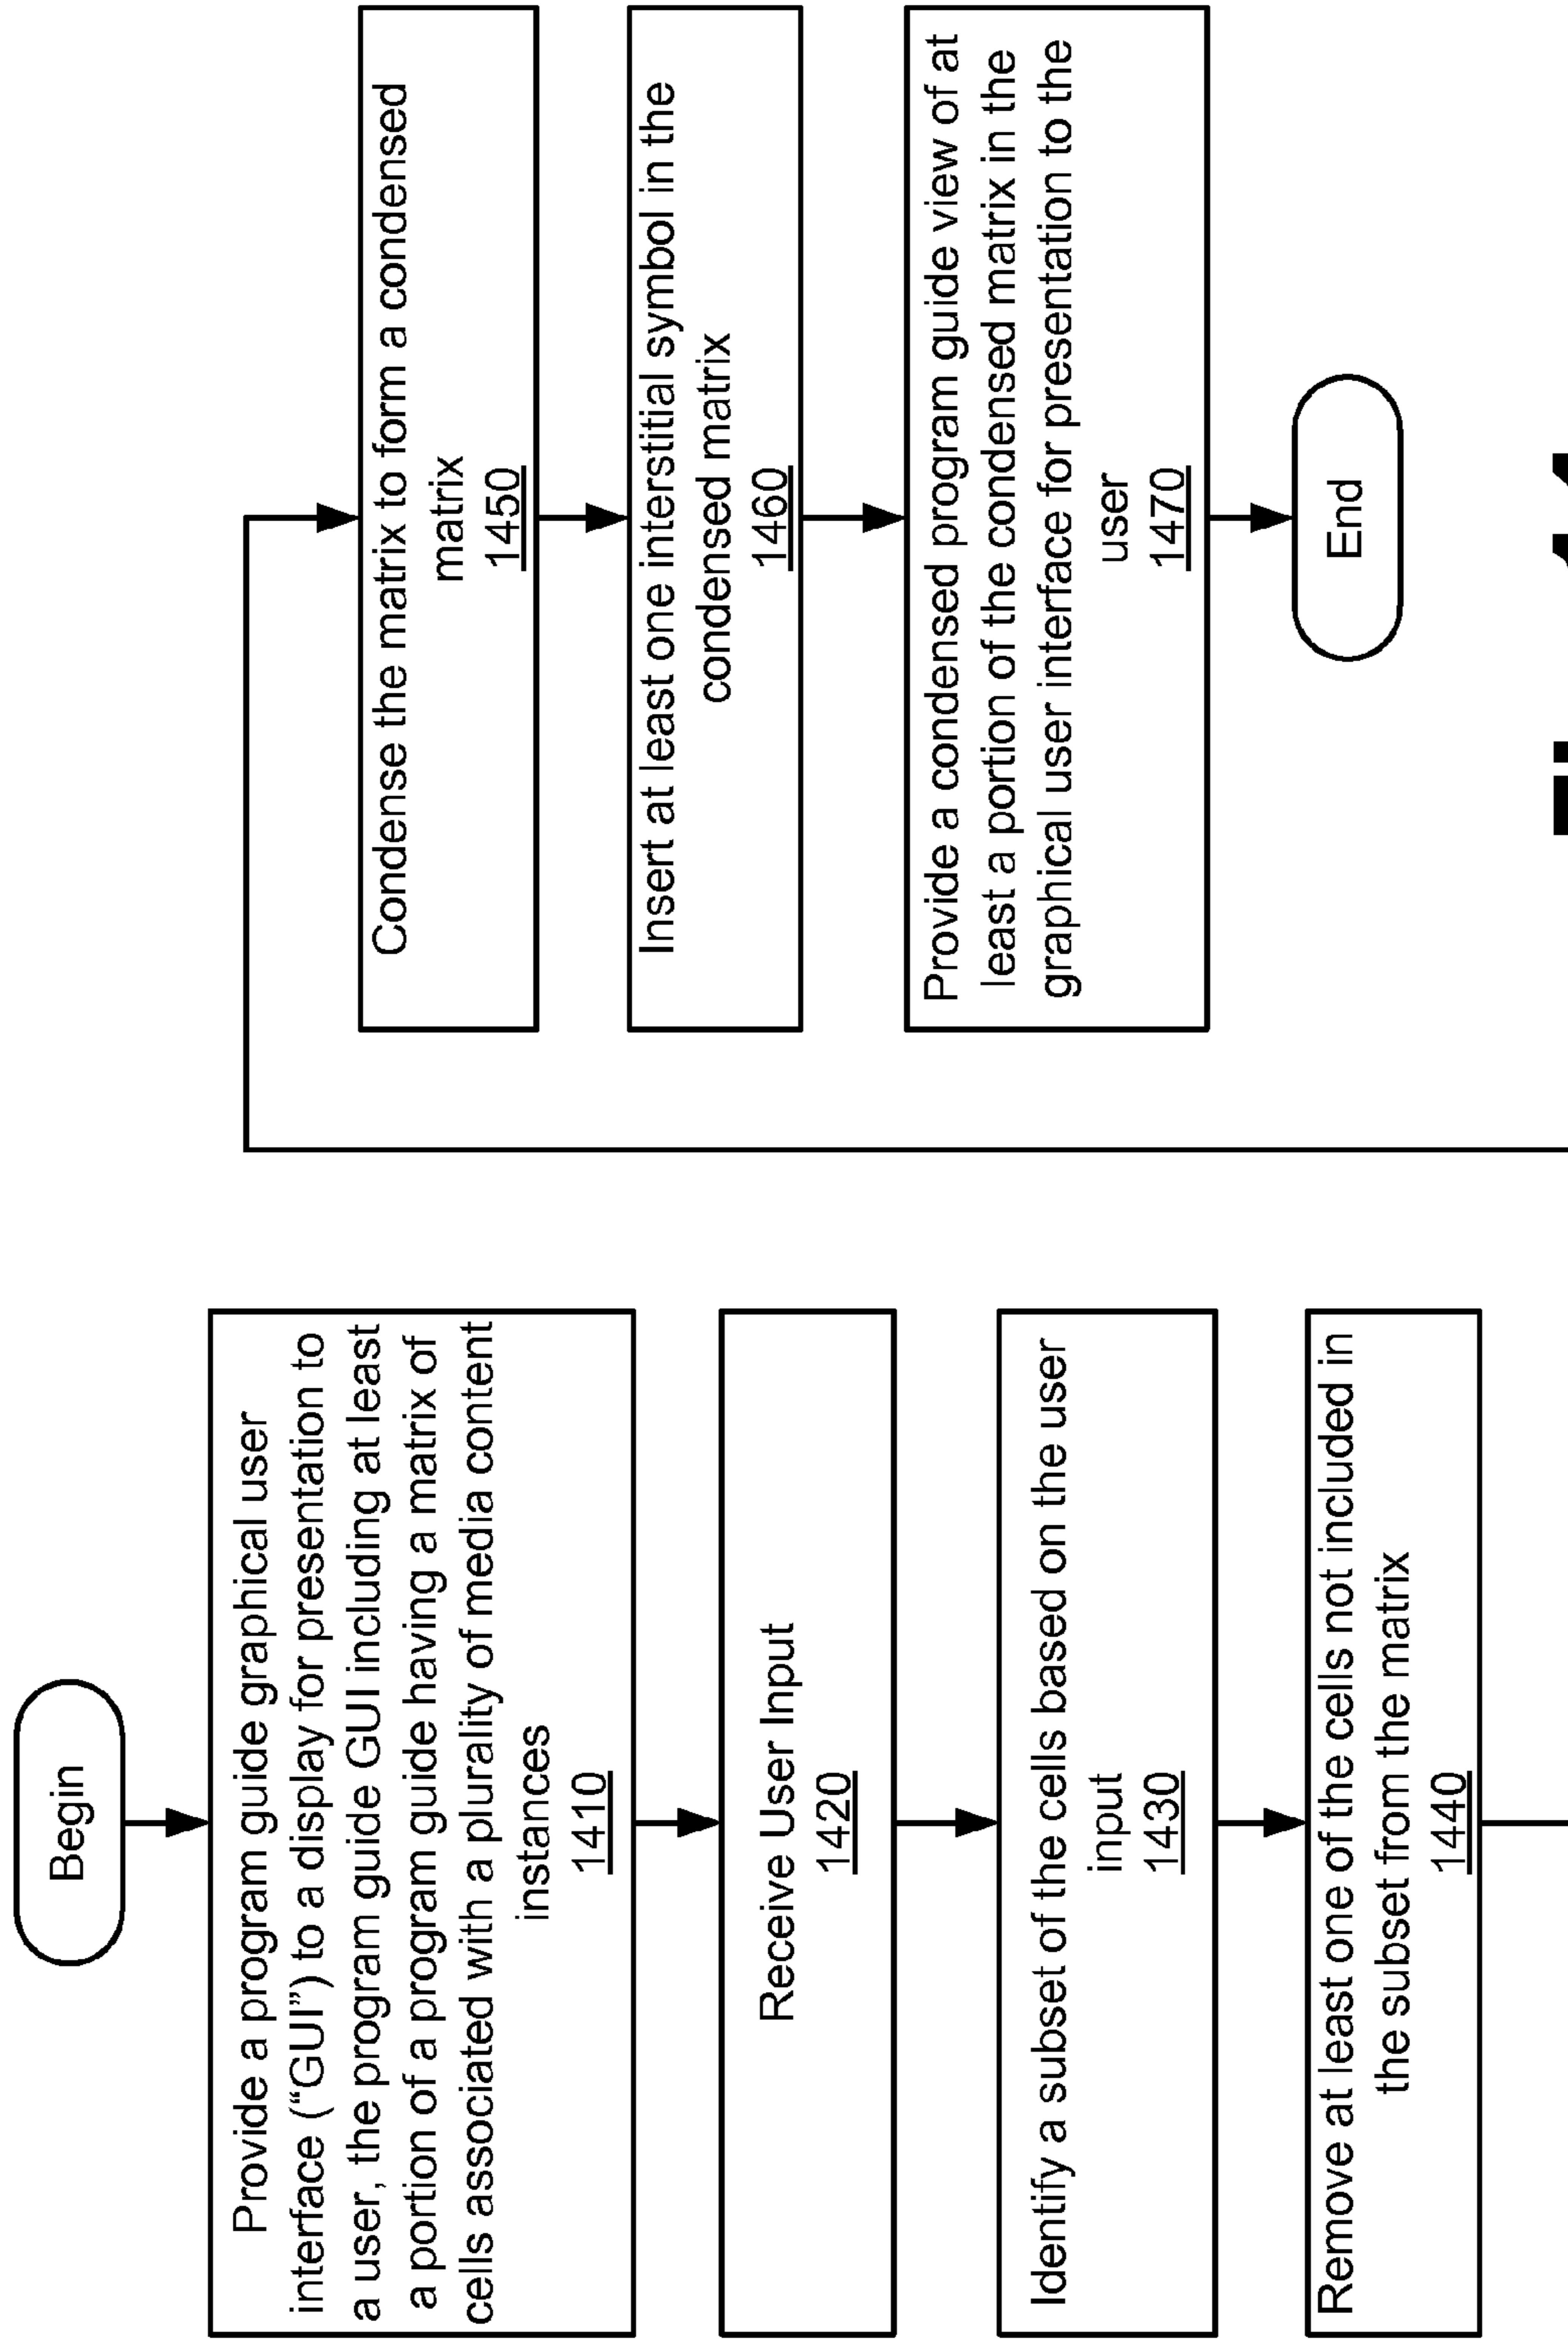 Begin
Provide a program guide graphical user
interface (“GUI”) to a display for presentation to
a user, the program guide GUI including at least
a portion of a program guide having a matrix of
cells associated with a plurality of media content
instances
1410
Receive User Input
1420
Identify a subset of the cells based on the user
input
1430
Remove at least one of the cells not included in
the subset from the matrix
1440
Condense the matrix to form a condensed
matrix
1450
Insert at least one interstitial symbol in the
condensed matrix
1460
Provide a condensed program guide view of at
least a portion of the condensed matrix in the
graphical user interface for presentation to the
user
1470
End